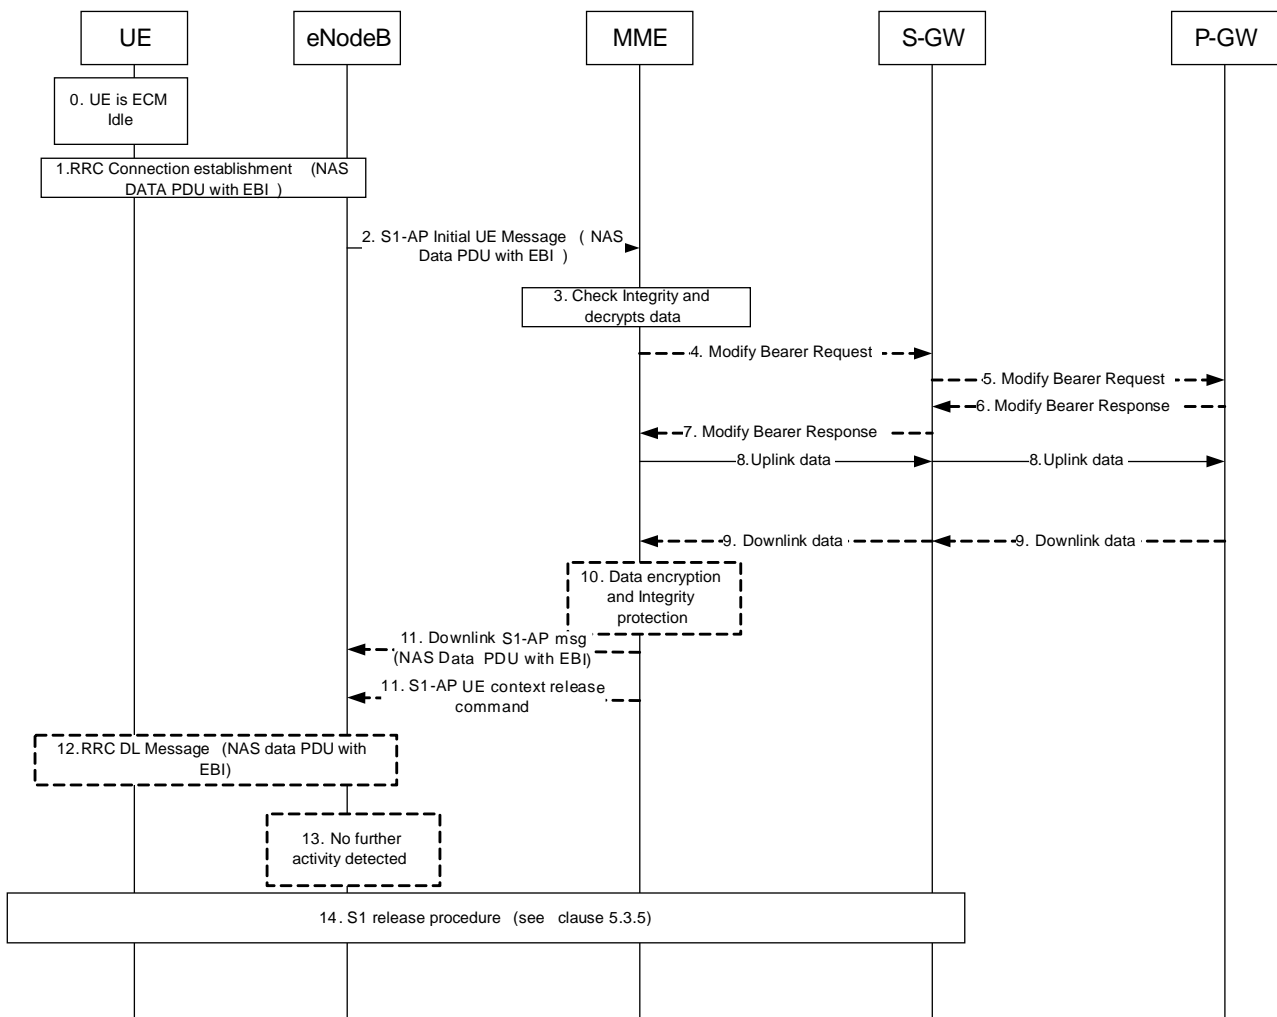 UE
eNodeB
MME
S-GW
P-GW
0. UE is ECM
Idle
1.RRC Connection establishment (NAS
DATA PDU with EBI )
2. S1-AP Initial UE Message ( NAS
Data PDU with EBI )
3. Check Integrity and
decrypts data
4. Modify Bearer Request
5. Modify Bearer Request
6. Modify Bearer Response
7. Modify Bearer Response
8.Uplink data
8.Uplink data
9. Downlink data
9. Downlink data
10. Data encryption
and Integrity
protection
11. Downlink S1-AP msg
(NAS Data PDU with EBI)
11. S1-AP UE context release
command
12.RRC DL Message (NAS data PDU with
EBI)
13. No further
activity detected
14. S1 release procedure (see clause 5.3.5)